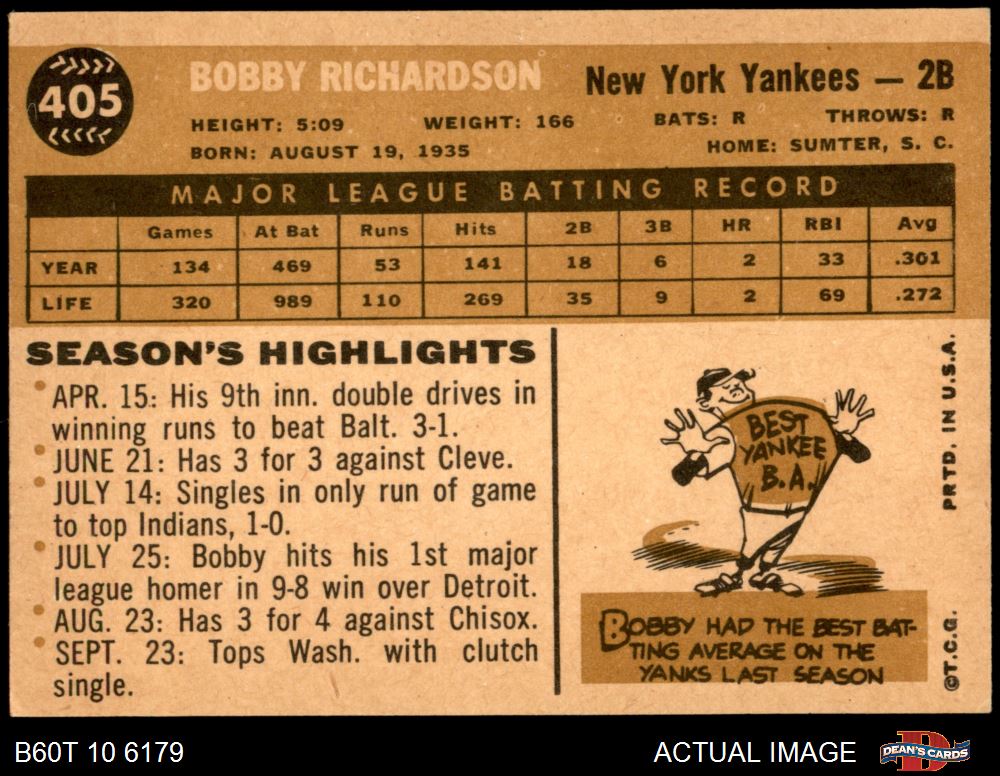 405
BOBBY RICHARDSON New York Yankees — 2B
HEIGHT: 5:09 WEIGHT: 166 BATS: R THROWS: R
BORN: AUGUST 19, 1935 HOME: SUMTER, S. C.
MAJOR LEAGUE BATTING RECORD
Games At Bat Runs Hits 2B 3B HR RBI Avg
YEAR 134 469 53 141 18 6 2 33 .301
LIFE 320 989 110 269 35 9 2 69 .272
SEASON'S HIGHLIGHTS
APR. 15: His 9th inn. double drives in
winning runs to beat Balt. 3-1.
JUNE 21: Has 3 for 3 against Cleve.
JULY 14: Singles in only run of game
to top Indians, 1-0.
JULY 25: Bobby hits his 1st major
league homer in 9-8 win over Detroit.
AUG. 23: Has 3 for 4 against Chisox.
SEPT. 23: Tops Wash. with clutch
single.
BEST
YANKEE
B.A.
BOBBY HAD THE BEST BAT-
TING AVERAGE ON THE
YANKS LAST SEASON
©T.C.G. PRTD. IN U.S.A.
B60T 10 6179 ACTUAL IMAGE DEAN'S CARDS